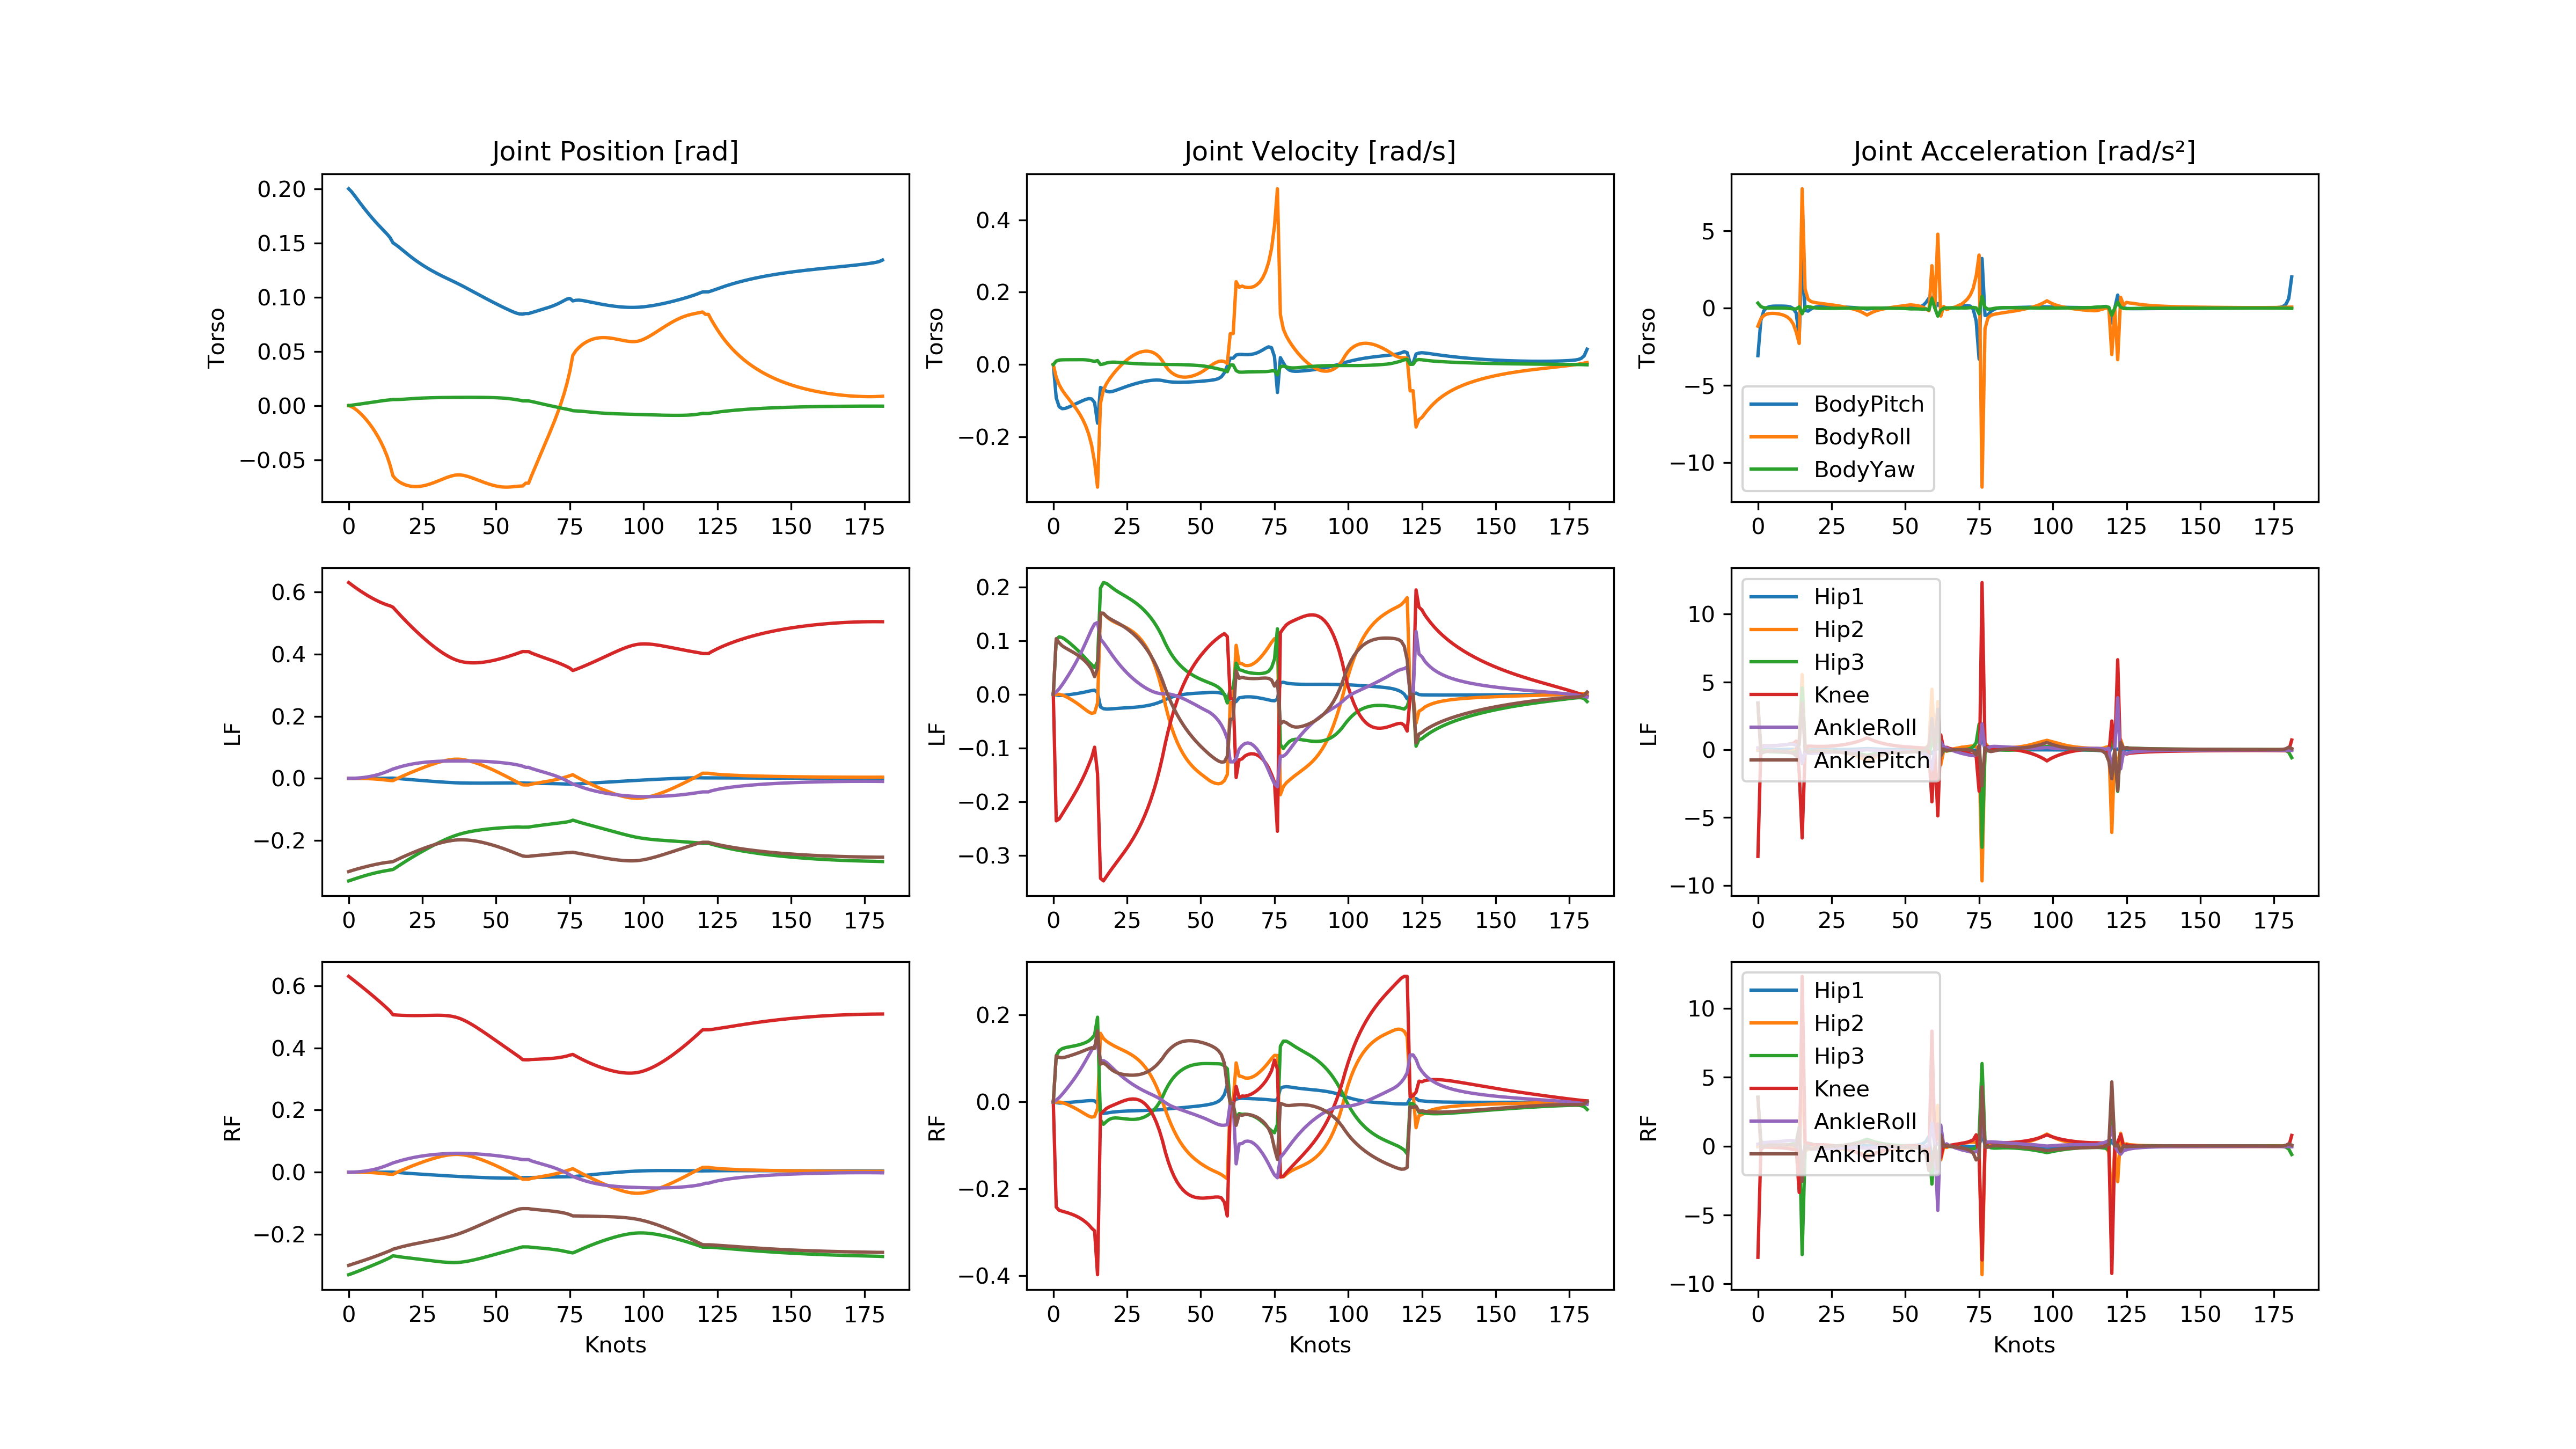 Joint Position [rad]
Joint Velocity [rad/s]
Joint Acceleration [rad/s²]
Torso
0.20
0.15
0.10
0.05
0.00
−0.05
0 25 50 75 100 125 150 175
Torso
0.4
0.2
0.0
−0.2
0 25 50 75 100 125 150 175
Torso
5
0
−5
−10
BodyPitch
BodyRoll
BodyYaw
0 25 50 75 100 125 150 175
LF
0.6
0.4
0.2
0.0
−0.2
0 25 50 75 100 125 150 175
LF
0.2
0.1
0.0
−0.1
−0.2
−0.3
0 25 50 75 100 125 150 175
LF
10
5
0
−5
−10
Hip1
Hip2
Hip3
Knee
AnkleRoll
AnklePitch
0 25 50 75 100 125 150 175
RF
0.6
0.4
0.2
0.0
−0.2
0 25 50 75 100 125 150 175
Knots
RF
0.2
0.0
−0.2
−0.4
0 25 50 75 100 125 150 175
Knots
RF
10
5
0
−5
−10
Hip1
Hip2
Hip3
Knee
AnkleRoll
AnklePitch
0 25 50 75 100 125 150 175
Knots